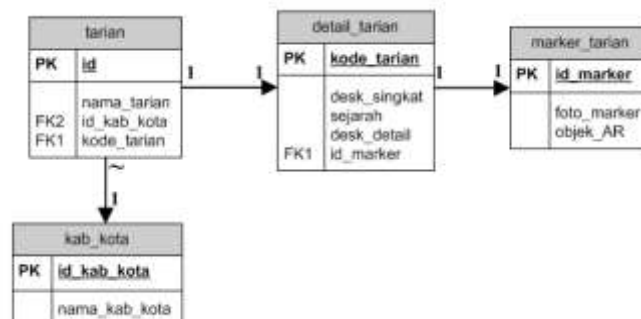 tarian
PK id
nama_tarian
FK2 id_kab_kota
FK1 kode_tarian
1 1
detail_tarian
PK kode_tarian
desk_singkat
sejarah
desk_detail
FK1 id_marker
1 1
marker_tarian
PK id_marker
foto_marker
objek_AR
~
1
kab_kota
PK id_kab_kota
nama_kab_kota